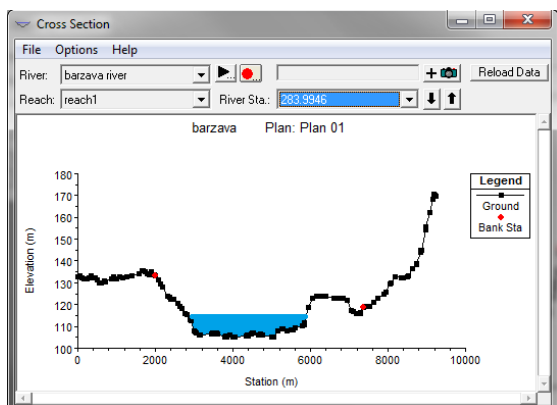 Cross Section
File Options Help
River: barzava river Reload Data
Reach: reach1 River Sta.: 283.9946
barzava Plan: Plan 01
Legend
Ground
Bank Sta
Elevation (m)
180
170
160
150
140
130
120
110
100
0 2000 4000 6000 8000 10000
Station (m)